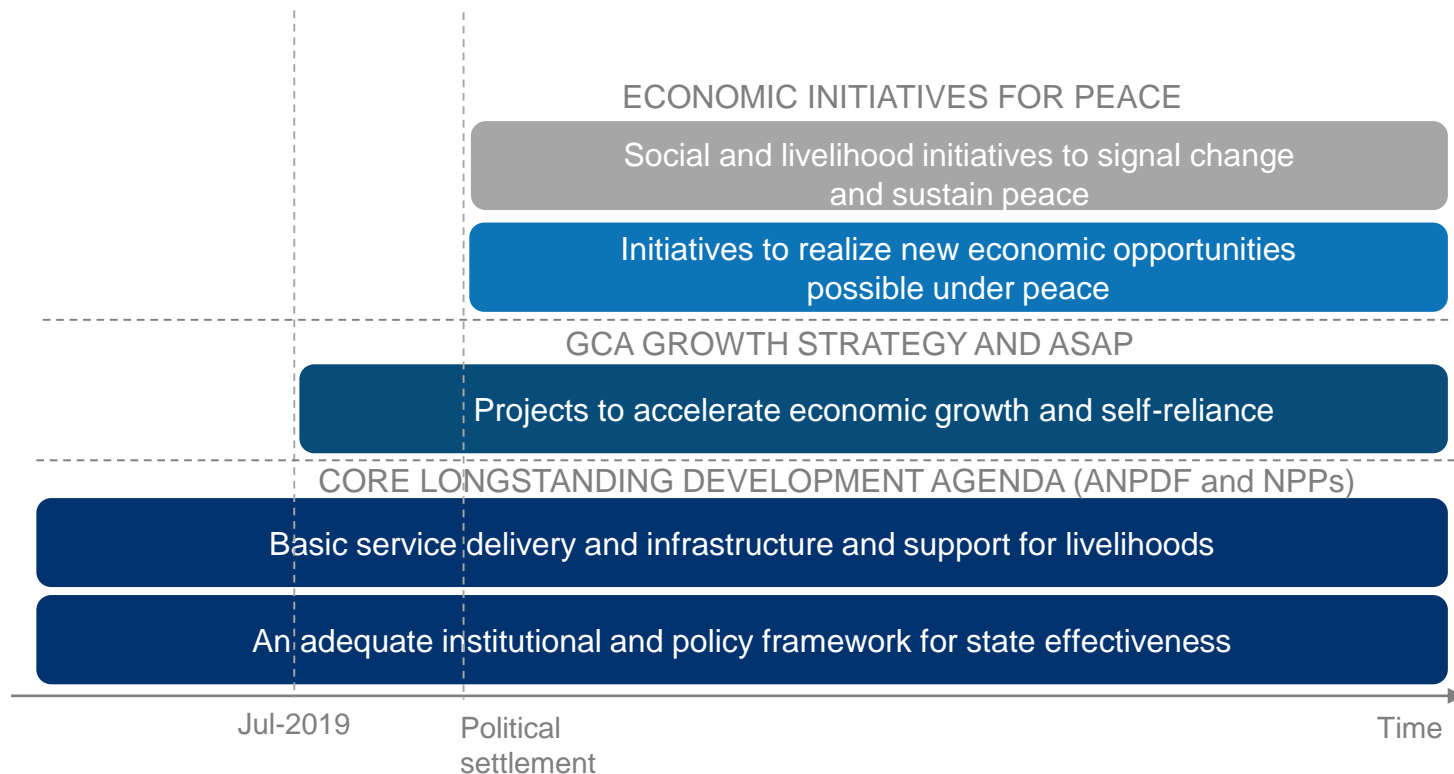 ECONOMIC INITIATIVES FOR PEACE
Social and livelihood initiatives to signal change
and sustain peace
Initiatives to realize new economic opportunities
possible under peace
GCA GROWTH STRATEGY AND ASAP
Projects to accelerate economic growth and self-reliance
CORE LONGSTANDING DEVELOPMENT AGENDA (ANPDF and NPPs)
Basic service delivery and infrastructure and support for livelihoods
An adequate institutional and policy framework for state effectiveness
Jul-2019
Political
settlement
Time